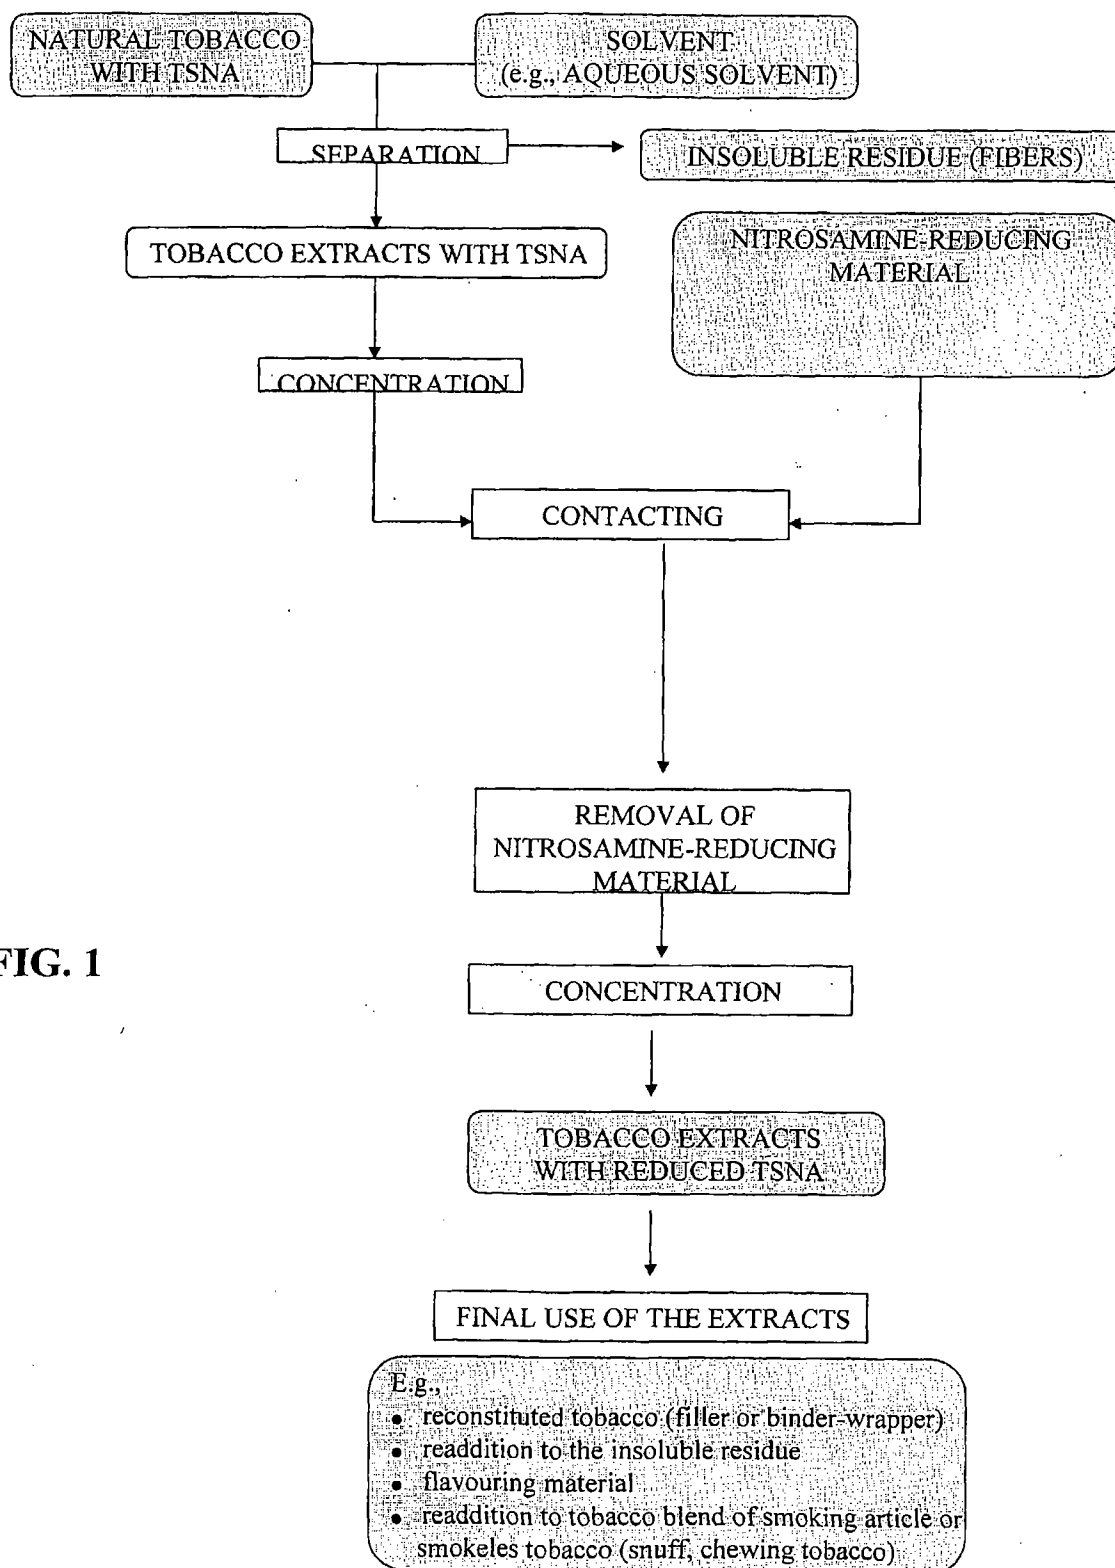 NATURAL TOBACCO
WITH TSNA
SOLVENT
(e.g., AQUEOUS SOLVENT)
SEPARATION
INSOLUBLE RESIDUE (FIBERS)
TOBACCO EXTRACTS WITH TSNA
NITROSAMINE-REDUCING
MATERIAL
CONCENTRATION
CONTACTING
REMOVAL OF
NITROSAMINE-REDUCING
MATERIAL
FIG. 1
CONCENTRATION
TOBACCO EXTRACTS
WITH REDUCED TSNA
FINAL USE OF THE EXTRACTS
E.g.,
• reconstituted tobacco (filler or binder-wrapper)
• readdition to the insoluble residue
• flavouring material
• readdition to tobacco blend of smoking article or
smokeles tobacco (snuff, chewing tobacco)